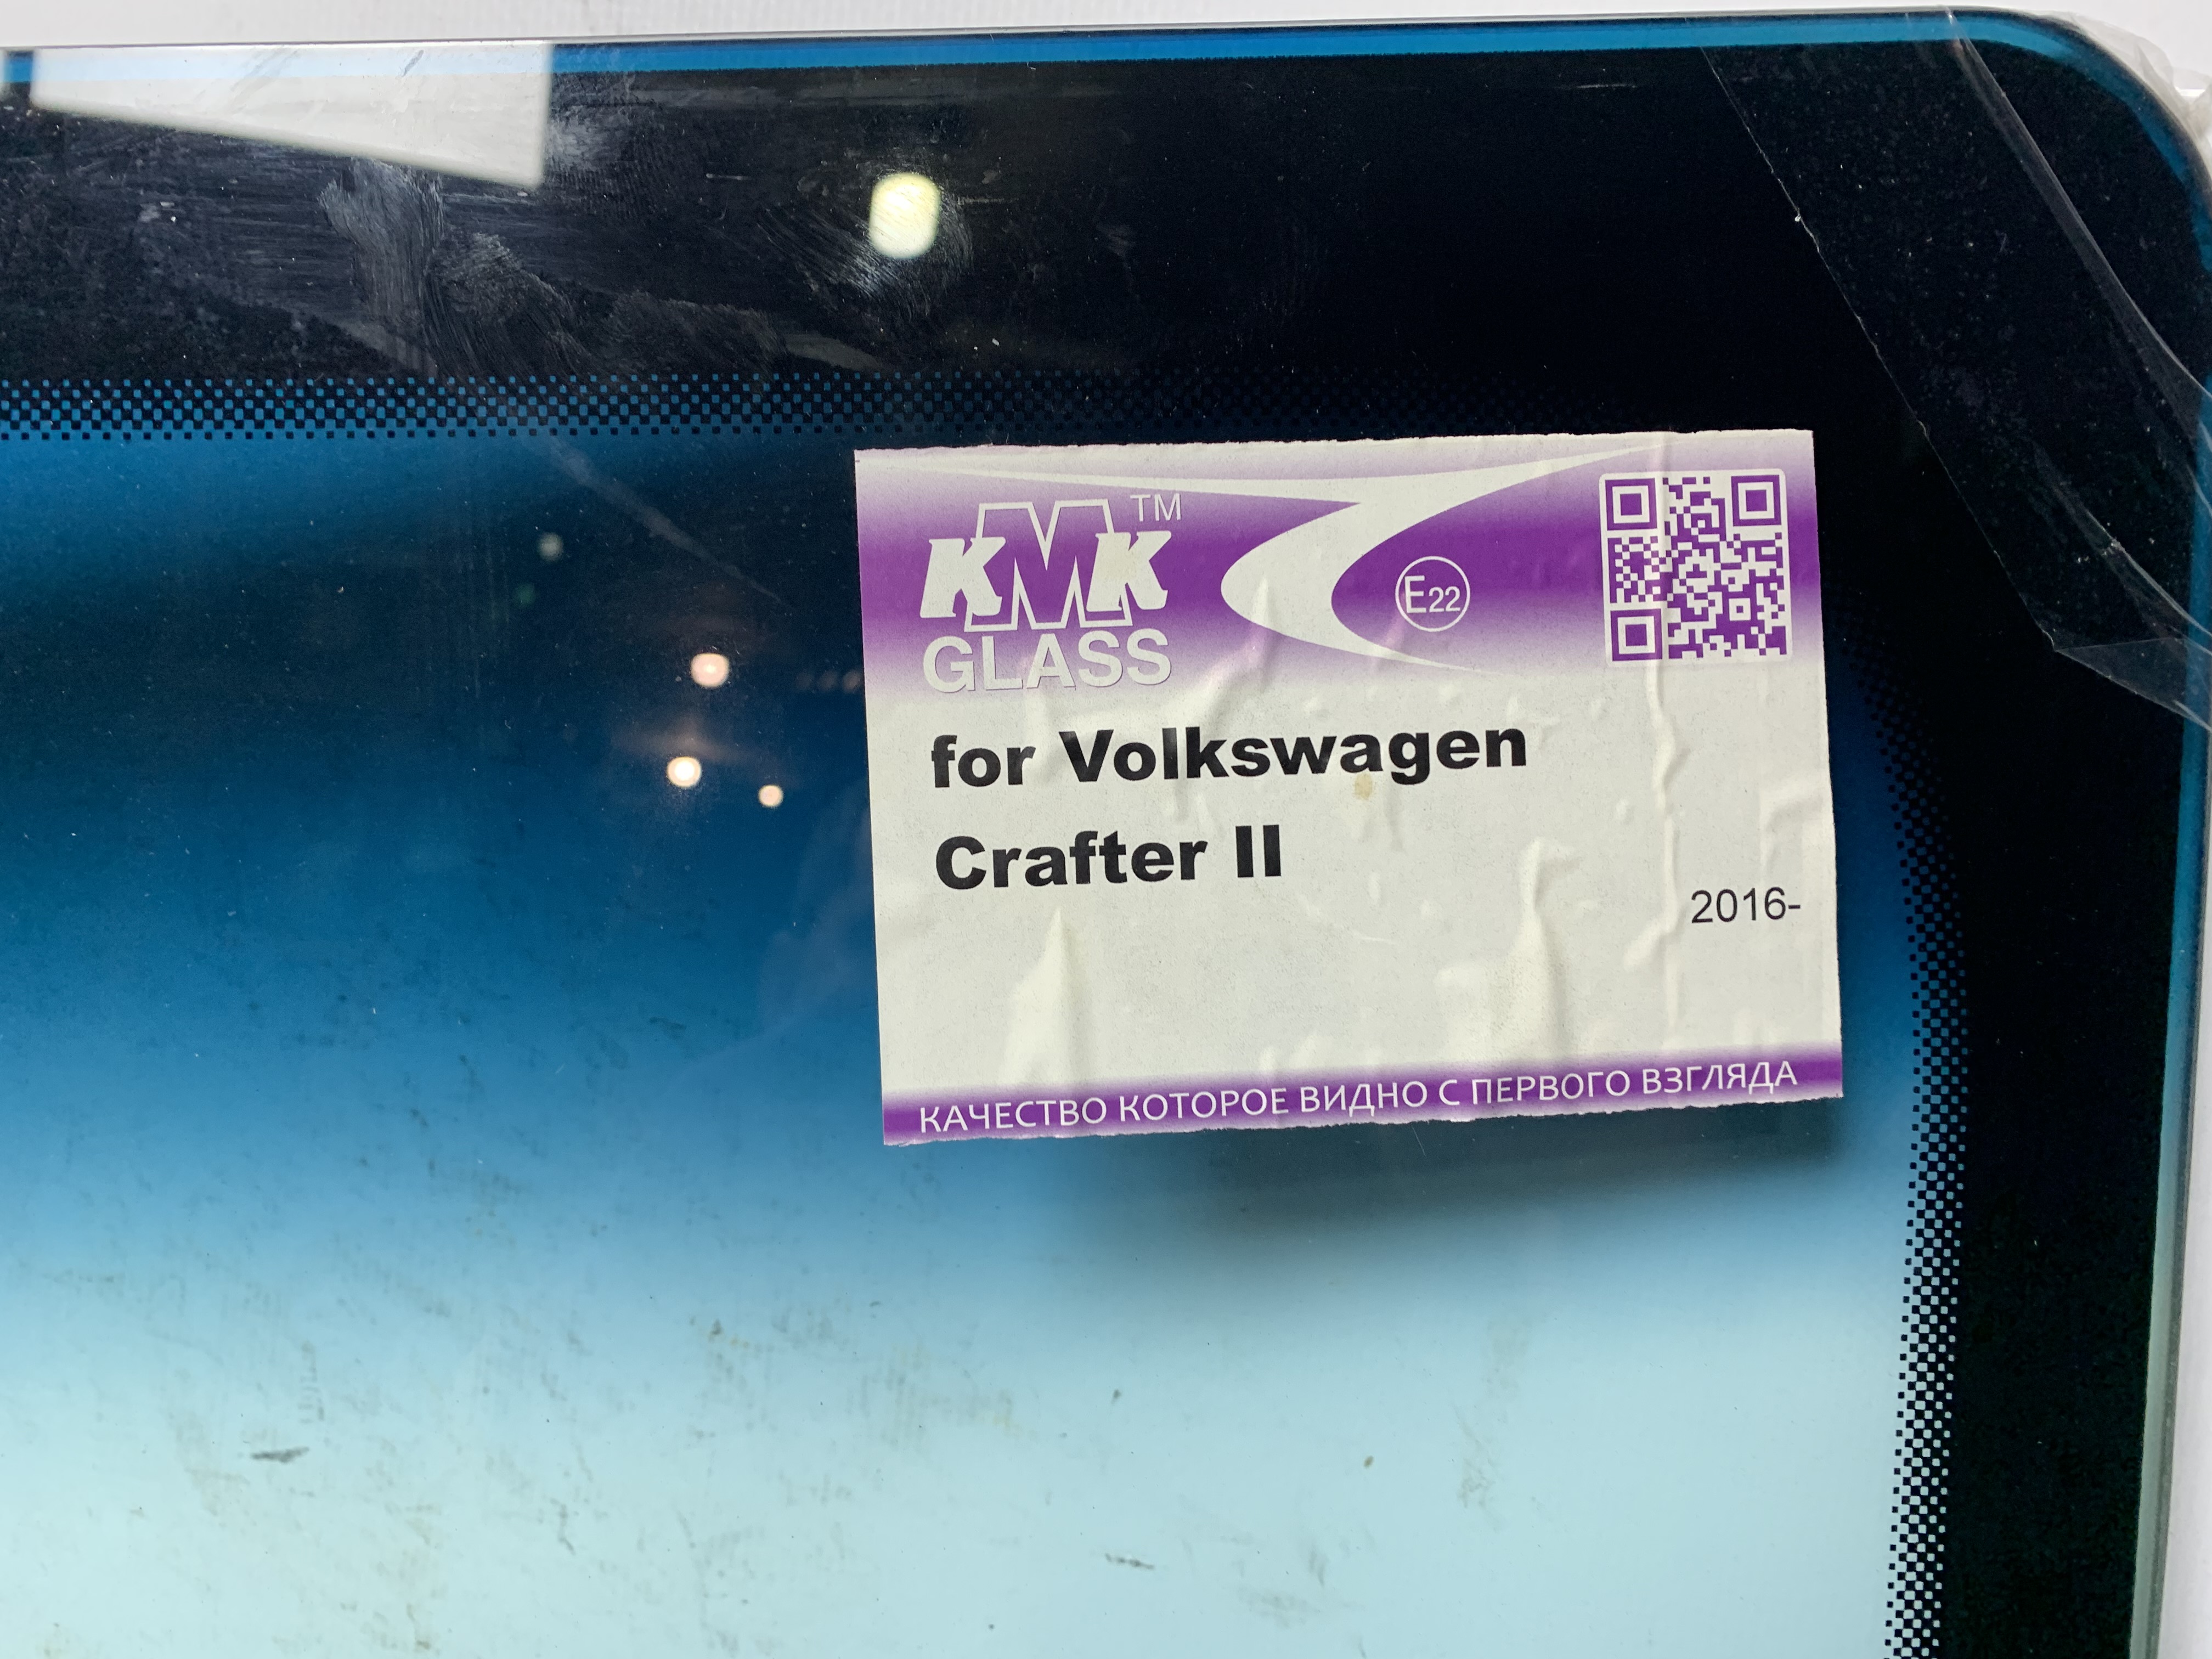 KMK™
GLASS
E22
for Volkswagen
Crafter II
2016-
КАЧЕСТВО КОТОРОЕ ВИДНО С ПЕРВОГО ВЗГЛЯДА